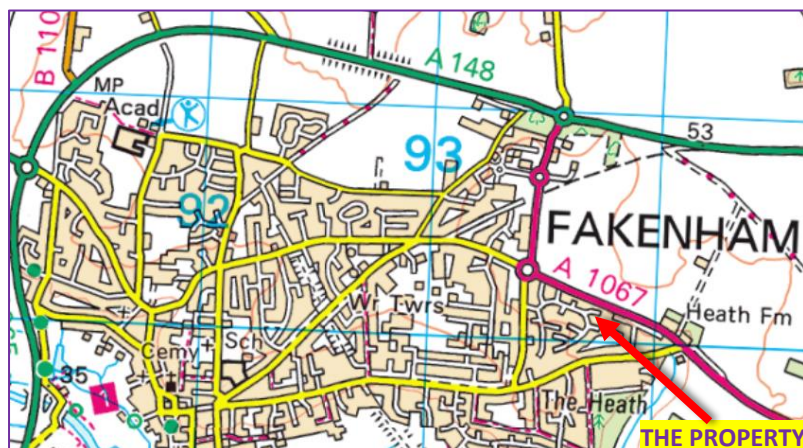 B 110
A 148
MP
Acad
53
93
92
FAKENHAM
A 1067
Wr Twrs
Heath Fm
Sch
Cemy
35
1
The Heath
THE PROPERTY